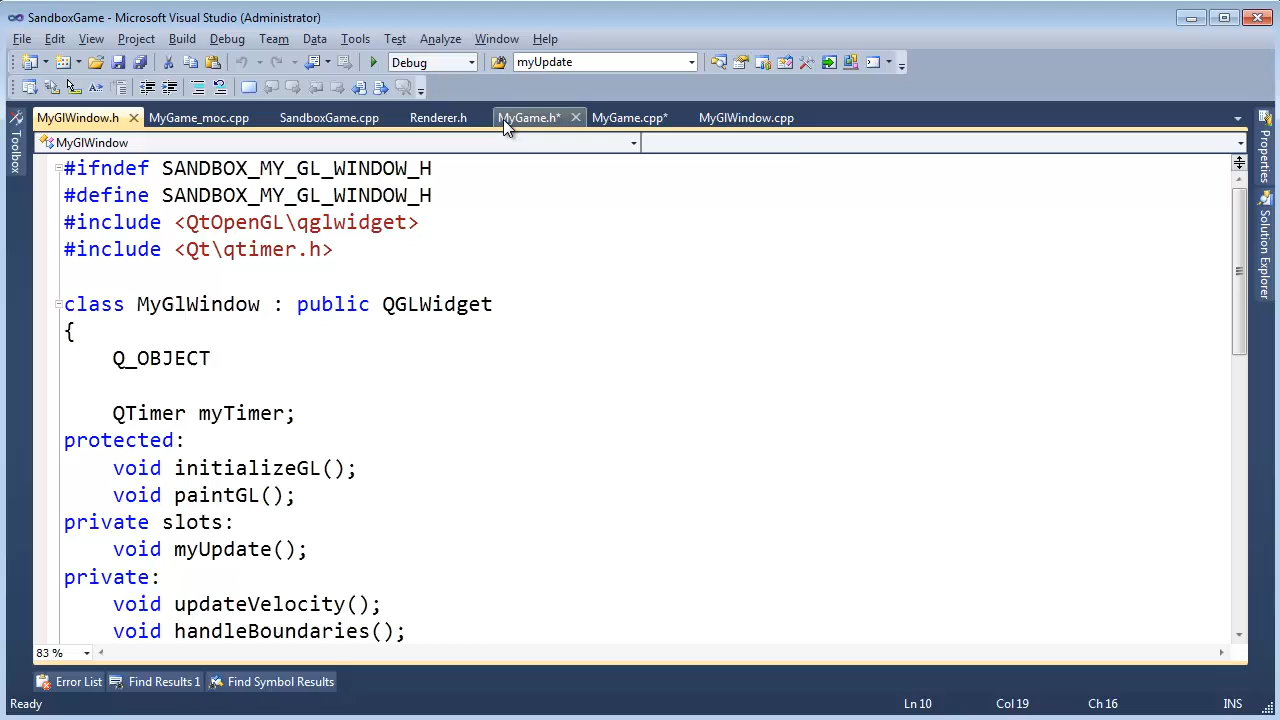 SandboxGame - Microsoft Visual Studio (Administrator)
File Edit View Project Build Debug Team Data Tools Test Analyze Window Help
Debug myUpdate
MyGlWindow.h MyGame_moc.cpp SandboxGame.cpp Renderer.h MyGame.h* MyGame.cpp* MyGlWindow.cpp
MyGlWindow
#ifndef SANDBOX_MY_GL_WINDOW_H
#define SANDBOX_MY_GL_WINDOW_H
#include <QtOpenGL\qglwidget>
#include <Qt\qtimer.h>
class MyGlWindow : public QGLWidget
{
Q_OBJECT
QTimer myTimer;
protected:
void initializeGL();
void paintGL();
private slots:
void myUpdate();
private:
void updateVelocity();
void handleBoundaries();
83 %
Toolbox
Properties
Solution Explorer
Error List Find Results 1 Find Symbol Results
Ready Ln 10 Col 19 Ch 16 INS